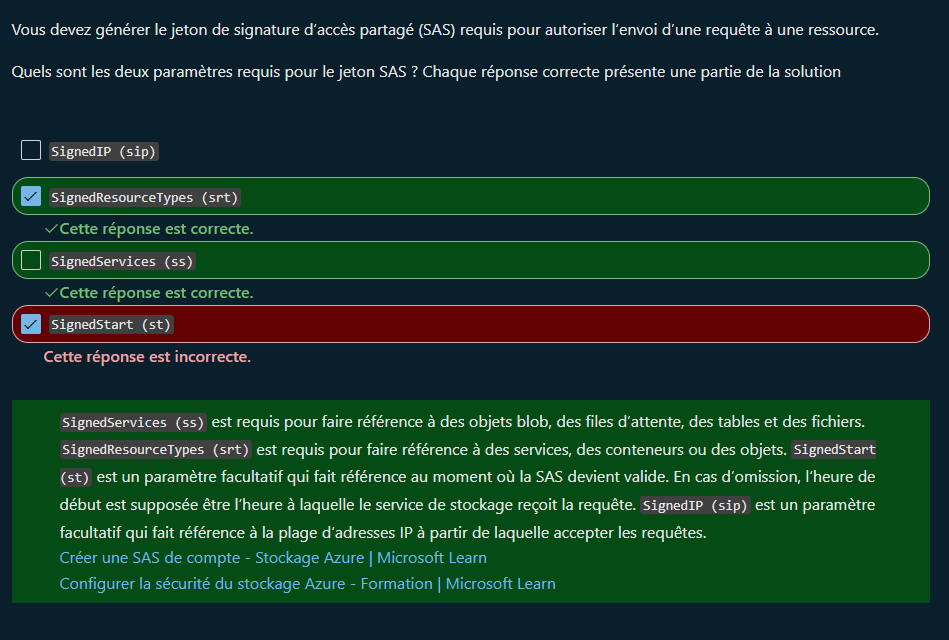 Vous devez générer le jeton de signature d’accès partagé (SAS) requis pour autoriser l’envoi d’une requête à une ressource.
Quels sont les deux paramètres requis pour le jeton SAS ? Chaque réponse correcte présente une partie de la solution
SignedIP (sip)
SignedResourceTypes (srt)
Cette réponse est correcte.
SignedServices (ss)
Cette réponse est correcte.
SignedStart (st)
Cette réponse est incorrecte.
SignedServices (ss) est requis pour faire référence à des objets blob, des files d’attente, des tables et des fichiers.
SignedResourceTypes (srt) est requis pour faire référence à des services, des conteneurs ou des objets. SignedStart
(st) est un paramètre facultatif qui fait référence au moment où la SAS devient valide. En cas d’omission, l’heure de
début est supposée être l’heure à laquelle le service de stockage reçoit la requête. SignedIP (sip) est un paramètre
facultatif qui fait référence à la plage d’adresses IP à partir de laquelle accepter les requêtes.
Créer une SAS de compte - Stockage Azure | Microsoft Learn
Configurer la sécurité du stockage Azure - Formation | Microsoft Learn